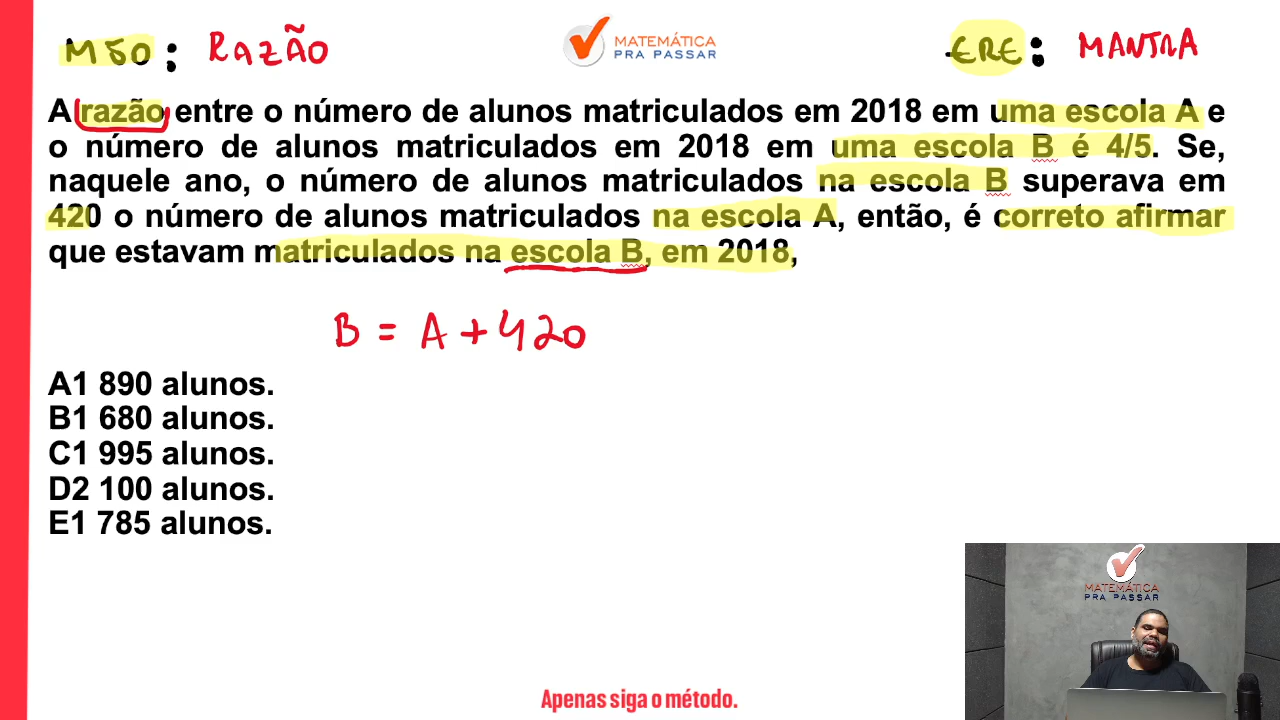 M50: RAZÃO
MATEMÁTICA
PRA PASSAR
ERE: MANTRA
A razão entre o número de alunos matriculados em 2018 em uma escola A e
o número de alunos matriculados em 2018 em uma escola B é 4/5. Se,
naquele ano, o número de alunos matriculados na escola B superava em
420 o número de alunos matriculados na escola A, então, é correto afirmar
que estavam matriculados na escola B, em 2018,
B = A + 420
A1 890 alunos.
B1 680 alunos.
C1 995 alunos.
D2 100 alunos.
E1 785 alunos.
MATEMÁTICA
PRA PASSAR
Apenas siga o método.